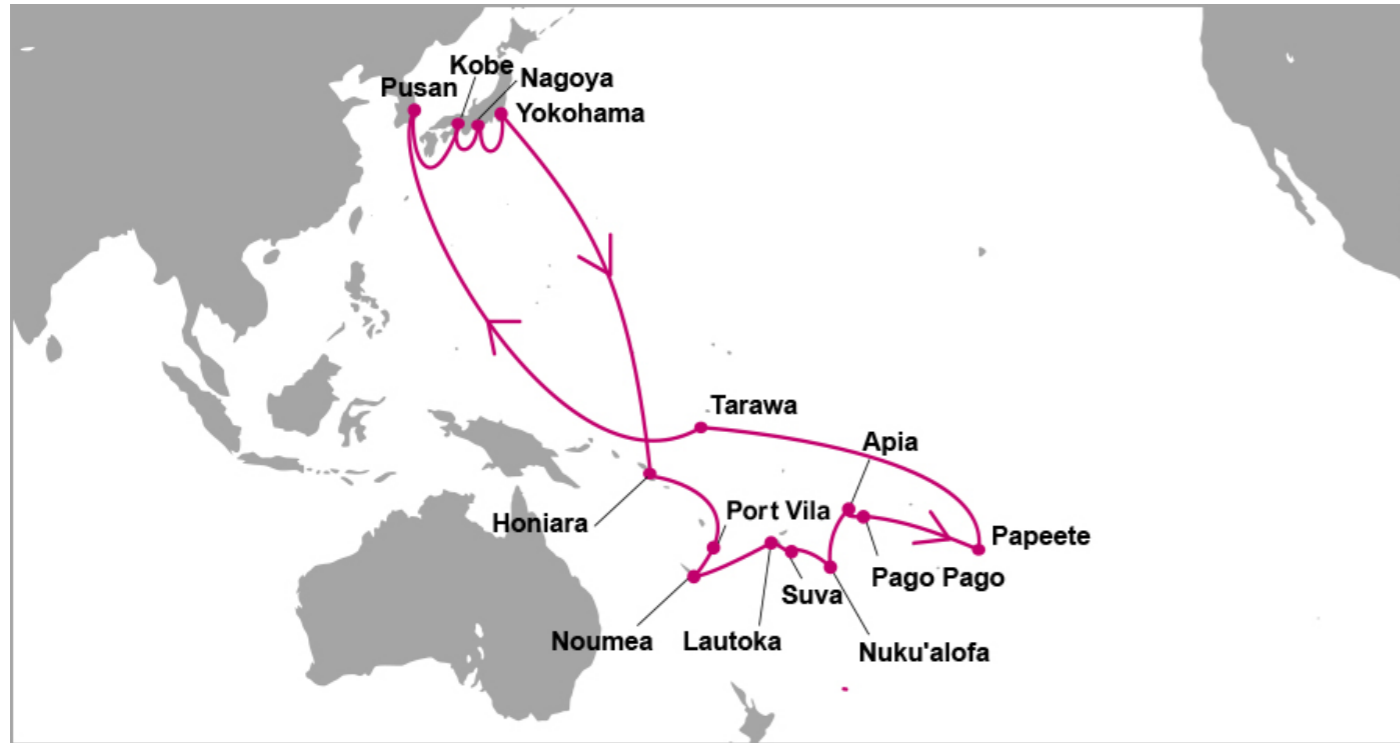 Kobe
Nagoya
Pusan
Yokohama
Tarawa
Apia
Port Vila
Honiara
Papeete
Pago Pago
Suva
Noumea
Lautoka
Nuku'alofa